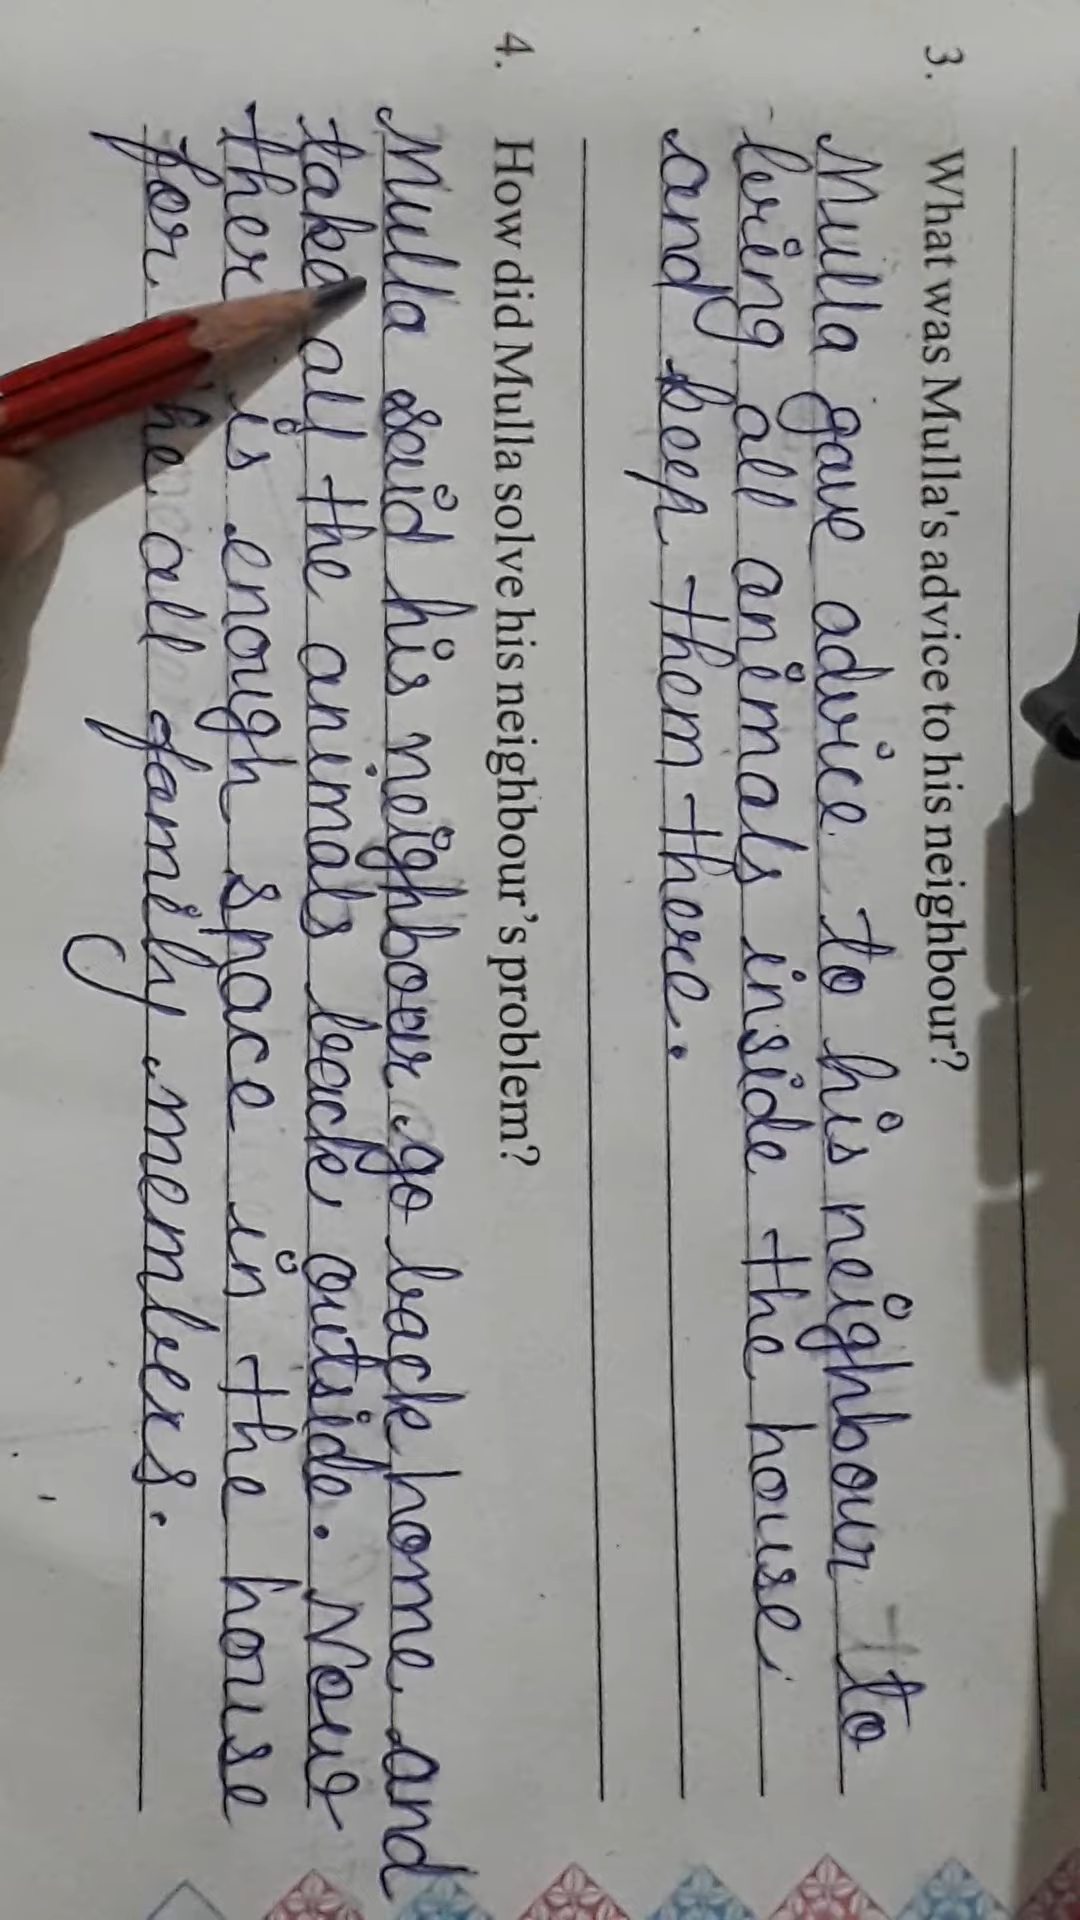 3. What was Mulla's advice to his neighbour?
Mulla gave advice to his neighbour to
bring all animals inside the house
and keep them there.
4. How did Mulla solve his neighbour's problem?
Mulla said his neighbour go back home and
take all the animals back outside. Now
ther is enough space in the house
for all family members.